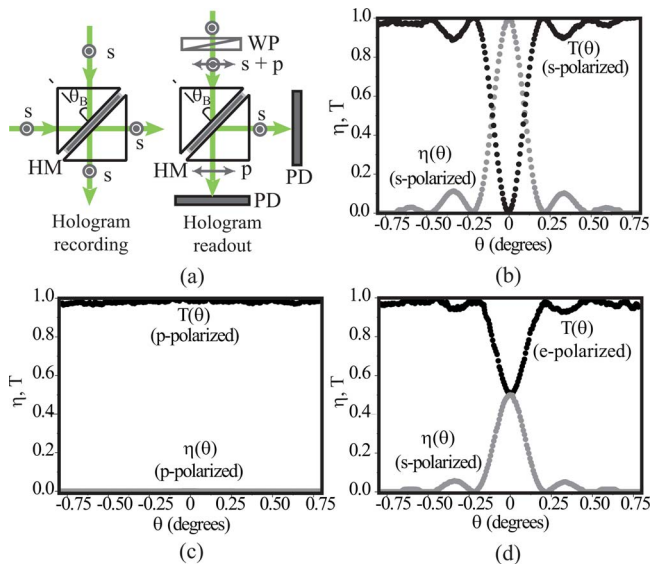 s
WP
s + p
θB
θB
s
s
s
s
HM
HM
p
PD
PD
Hologram
recording
Hologram
readout
(a)
1.0
0.8
0.6
0.4
0.2
0.0
η, T
T(θ)
(s-polarized)
η(θ)
(s-polarized)
-0.75 -0.50 -0.25 0 0.25 0.50 0.75
θ (degrees)
(b)
1.0
0.8
0.6
0.4
0.2
0.0
η, T
T(θ)
(p-polarized)
η(θ)
(p-polarized)
-0.75 -0.50 -0.25 0 0.25 0.50 0.75
θ (degrees)
(c)
1.0
0.8
0.6
0.4
0.2
0.0
η, T
T(θ)
(e-polarized)
η(θ)
(s-polarized)
-0.75 -0.50 -0.25 0 0.25 0.50 0.75
θ (degrees)
(d)